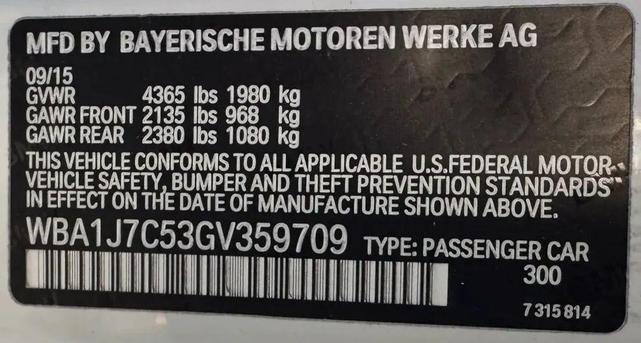 MFD BY BAYERISCHE MOTOREN WERKE AG
09/15
GVWR 4365 lbs 1980 kg
GAWR FRONT 2135 lbs 968 kg
GAWR REAR 2380 lbs 1080 kg
THIS VEHICLE CONFORMS TO ALL APPLICABLE U.S.FEDERAL MOTOR-
VEHICLE SAFETY, BUMPER AND THEFT PREVENTION STANDARDS
IN EFFECT ON THE DATE OF MANUFACTURE SHOWN ABOVE.
WBA1J7C53GV359709 TYPE: PASSENGER CAR
300
7 315 814